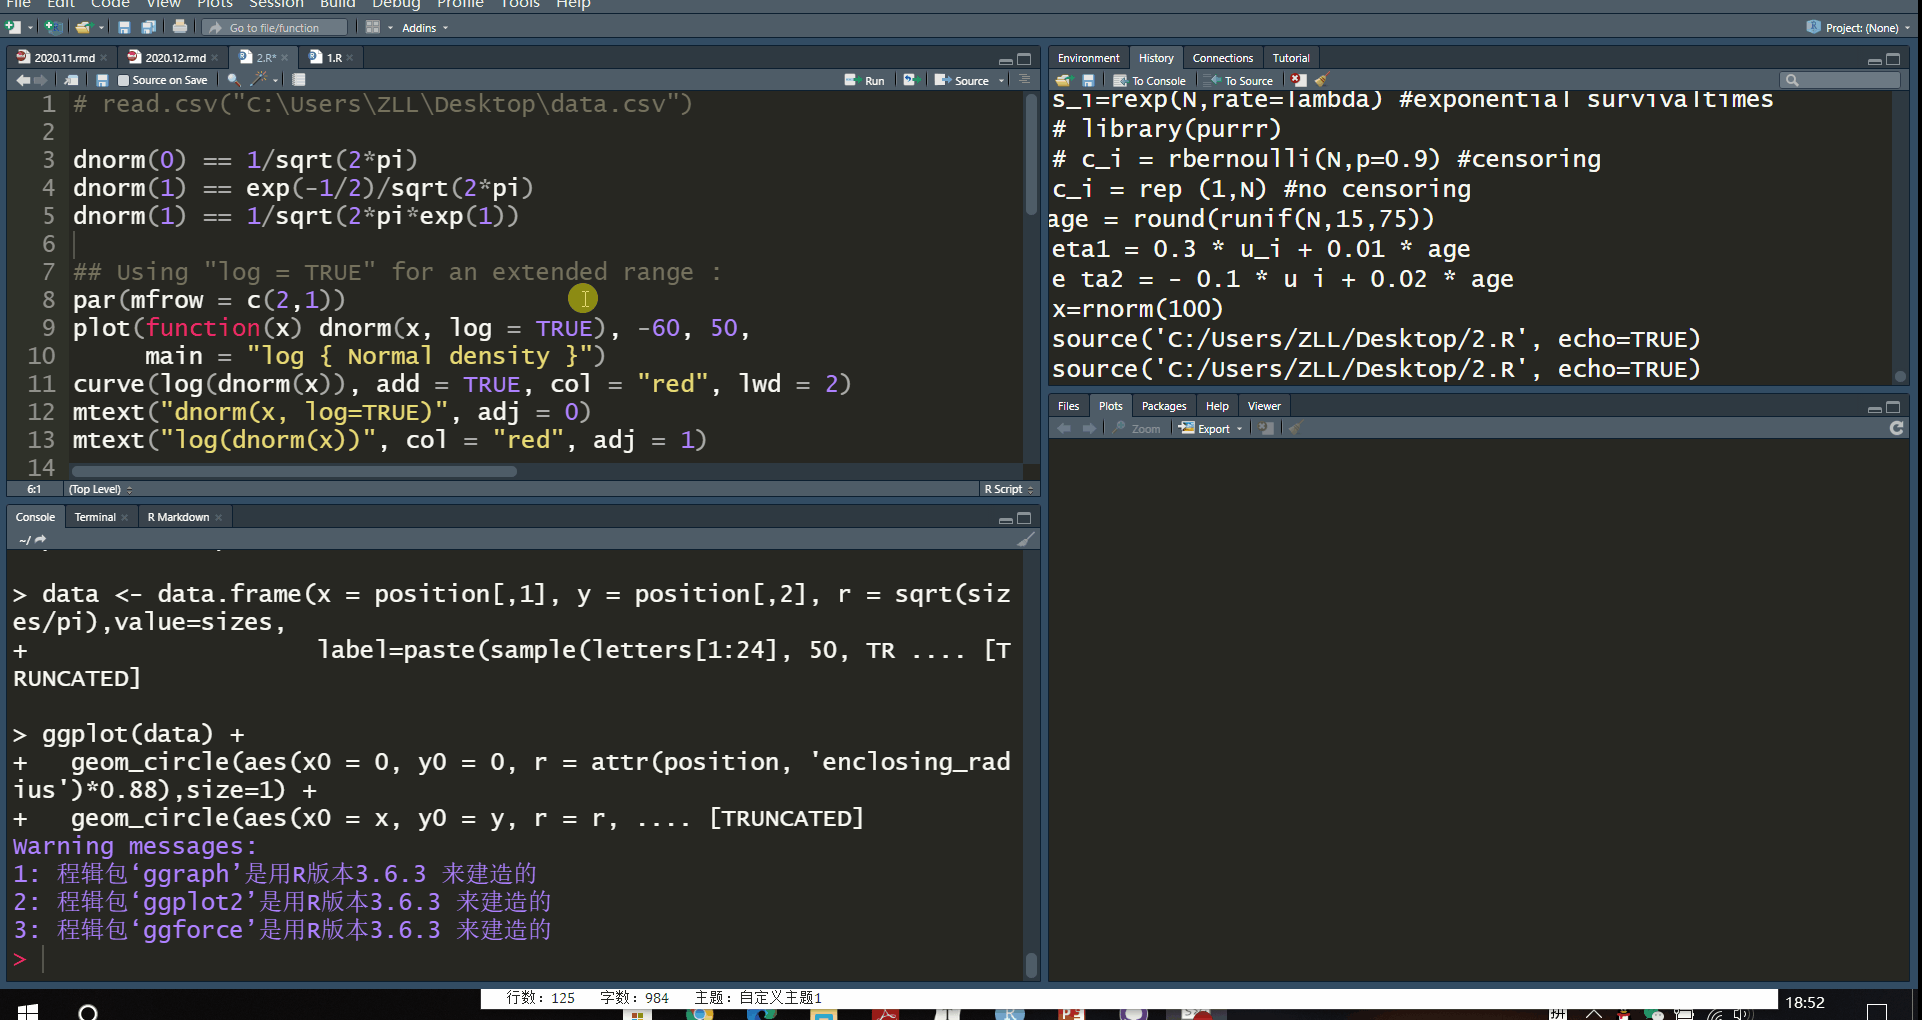 File Edit Code View Plots Session Build Debug Profile Tools Help
Go to file/function Addins Project: (None)
2020.11.rmd 2020.12.rmd 2.R* 1.R
Source on Save Run Source
1 # read.csv("C:\Users\ZLL\Desktop\data.csv")
2
3 dnorm(0) == 1/sqrt(2*pi)
4 dnorm(1) == exp(-1/2)/sqrt(2*pi)
5 dnorm(1) == 1/sqrt(2*pi*exp(1))
6
7 ## Using "log = TRUE" for an extended range :
8 par(mfrow = c(2,1))
9 plot(function(x) dnorm(x, log = TRUE), -60, 50,
10 main = "log { Normal density }")
11 curve(log(dnorm(x)), add = TRUE, col = "red", lwd = 2)
12 mtext("dnorm(x, log=TRUE)", adj = 0)
13 mtext("log(dnorm(x))", col = "red", adj = 1)
14
6:1 (Top Level) R Script
Console Terminal R Markdown
~/
> data <- data.frame(x = position[,1], y = position[,2], r = sqrt(siz
es/pi),value=sizes,
+ label=paste(sample(letters[1:24], 50, TR .... [T
RUNCATED]
> ggplot(data) +
+ geom_circle(aes(x0 = 0, y0 = 0, r = attr(position, 'enclosing_rad
ius')*0.88),size=1) +
+ geom_circle(aes(x0 = x, y0 = y, r = r, .... [TRUNCATED]
Warning messages:
1: 程辑包‘ggraph’是用R版本3.6.3 来建造的
2: 程辑包‘ggplot2’是用R版本3.6.3 来建造的
3: 程辑包‘ggforce’是用R版本3.6.3 来建造的
>
Environment History Connections Tutorial
To Console To Source
s_i=rexp(N,rate=lambda) #exponential survivaltimes
# library(purrr)
# c_i = rbernoulli(N,p=0.9) #censoring
c_i = rep (1,N) #no censoring
age = round(runif(N,15,75))
eta1 = 0.3 * u_i + 0.01 * age
e ta2 = - 0.1 * u i + 0.02 * age
x=rnorm(100)
source('C:/Users/ZLL/Desktop/2.R', echo=TRUE)
source('C:/Users/ZLL/Desktop/2.R', echo=TRUE)
Files Plots Packages Help Viewer
Zoom Export
行数：125 字数：984 主题：自定义主题1
拼 18:52